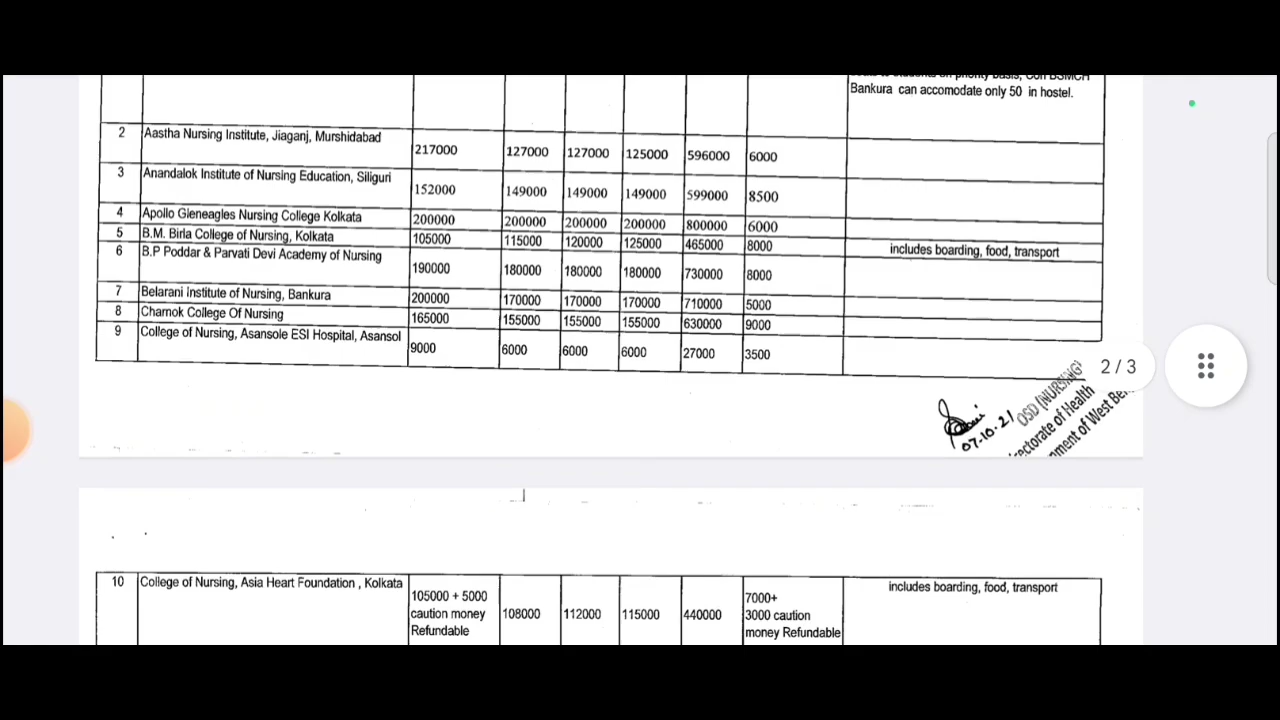 Bankura can accomodate only 50 in hostel.
2 Aastha Nursing Institute, Jiaganj, Murshidabad 217000 127000 127000 125000 596000 6000
3 Anandalok Institute of Nursing Education, Siliguri 152000 149000 149000 149000 599000 8500
4 Apollo Gleneagles Nursing College Kolkata 200000 200000 200000 200000 800000 6000
5 B.M. Birla College of Nursing, Kolkata 105000 115000 120000 125000 465000 8000 includes boarding, food, transport
6 B.P Poddar & Parvati Devi Academy of Nursing 190000 180000 180000 180000 730000 8000
7 Belarani Institute of Nursing, Bankura 200000 170000 170000 170000 710000 5000
8 Charnok College Of Nursing 165000 155000 155000 155000 630000 9000
9 College of Nursing, Asansole ESI Hospital, Asansol 9000 6000 6000 6000 27000 3500
2 / 3
07-10-21
OSD (NURSING)
of Health
of West
10 College of Nursing, Asia Heart Foundation , Kolkata 105000 + 5000 caution money Refundable 108000 112000 115000 440000 7000+ 3000 caution money Refundable includes boarding, food, transport